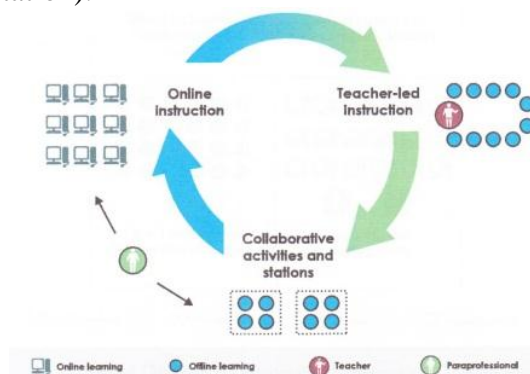 Online
instruction
Teacher-led
instruction
Collaborative
activities and
stations
Online learning
Offline learning
Teacher
Paraprofessional